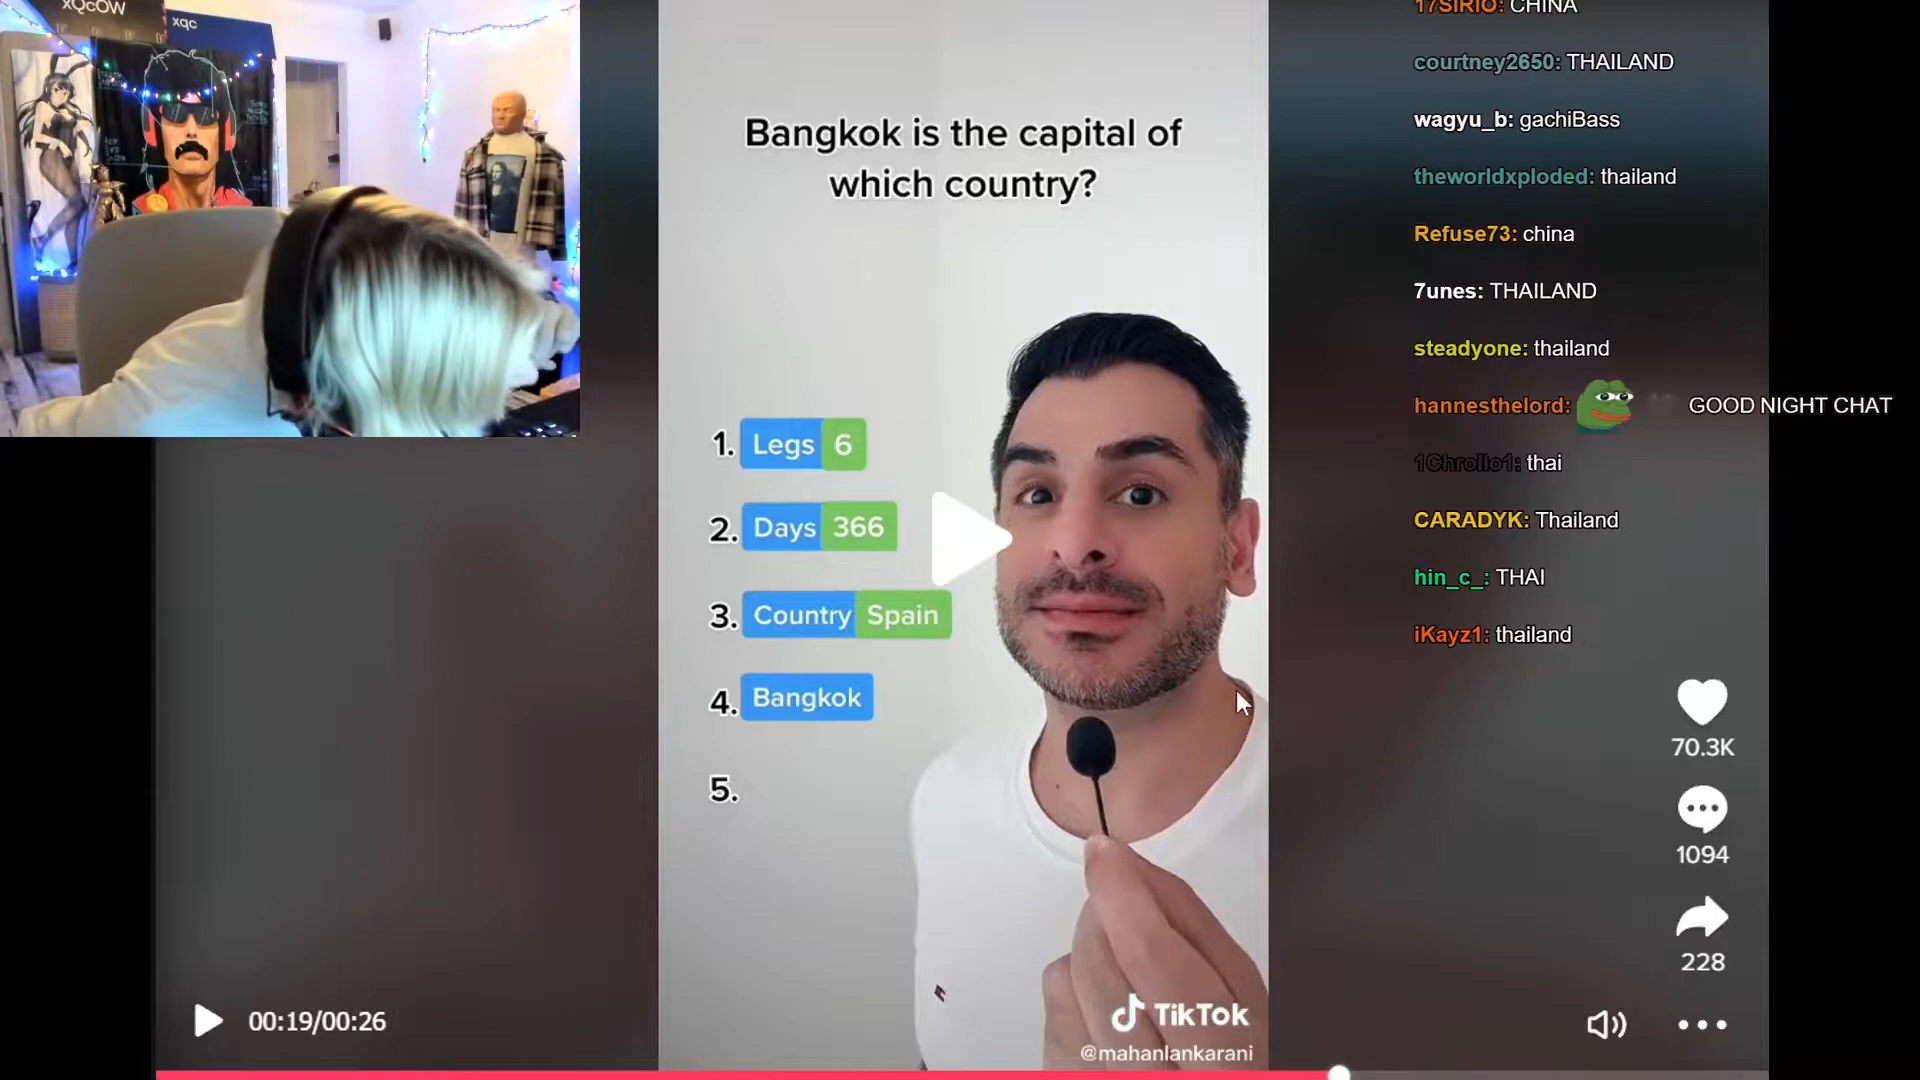 xQcOW
xqc
Bangkok is the capital of
which country?
1. Legs 6
2. Days 366
3. Country Spain
4. Bangkok
5.
TikTok
@mahanlankarani
00:19/00:26
17SIRIO: CHINA
courtney2650: THAILAND
wagyu_b: gachiBass
theworldxploded: thailand
Refuse73: china
7unes: THAILAND
steadyone: thailand
hannesthelord: GOOD NIGHT CHAT
1Chrollo1: thai
CARADYK: Thailand
hin_c_: THAI
iKayz1: thailand
70.3K
1094
228